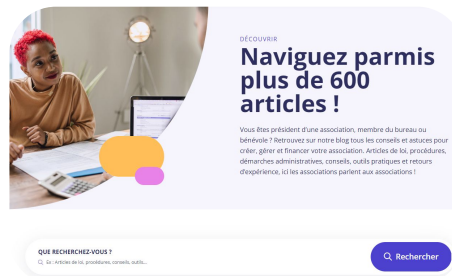 DÉCOUVRIR
Naviguez parmis
plus de 600
articles !
Vous êtes président d'une association, membre du bureau ou
bénévole ? Retrouvez sur notre blog tous les conseils et astuces pour
créer, gérer et financer votre association. Articles de loi, procédures,
démarches administratives, conseils, outils pratiques et retours
d'expérience, ici les associations parlent aux associations !
QUE RECHERCHEZ-VOUS ?
Ex : Articles de loi, procédures, conseils, outils...
Rechercher